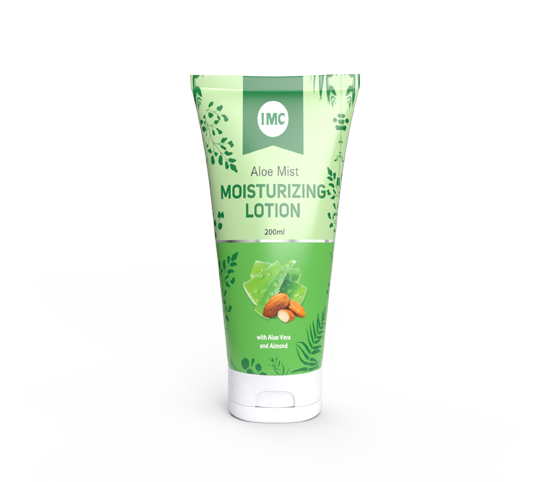 IMC
Aloe Mist
MOISTURIZING
LOTION
200ml
with Aloe Vera
and Almond